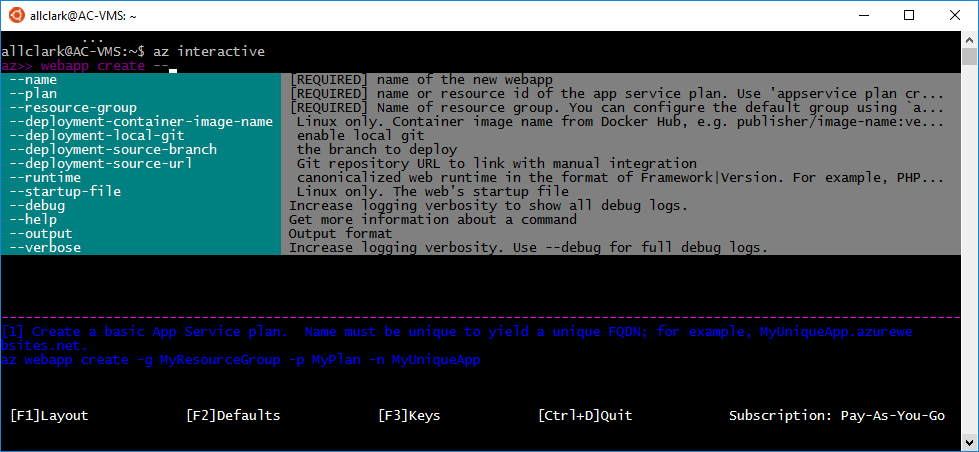 allclark@AC-VMS: ~
...
allclark@AC-VMS:~$ az interactive
az>> webapp create --
--name [REQUIRED] name of the new webapp
--plan [REQUIRED] name or resource id of the app service plan. Use 'appservice plan cr...
--resource-group [REQUIRED] Name of resource group. You can configure the default group using `a...
--deployment-container-image-name Linux only. Container image name from Docker Hub, e.g. publisher/image-name:ve...
--deployment-local-git enable local git
--deployment-source-branch the branch to deploy
--deployment-source-url Git repository URL to link with manual integration
--runtime canonicalized web runtime in the format of Framework|Version. For example, PHP...
--startup-file Linux only. The web's startup file
--debug Increase logging verbosity to show all debug logs.
--help Get more information about a command
--output Output format
--verbose Increase logging verbosity. Use --debug for full debug logs.
[1] Create a basic App Service plan.  Name must be unique to yield a unique FQDN; for example, MyUniqueApp.azurewe
bsites.net.
az webapp create -g MyResourceGroup -p MyPlan -n MyUniqueApp
[F1]Layout [F2]Defaults [F3]Keys [Ctrl+D]Quit Subscription: Pay-As-You-Go